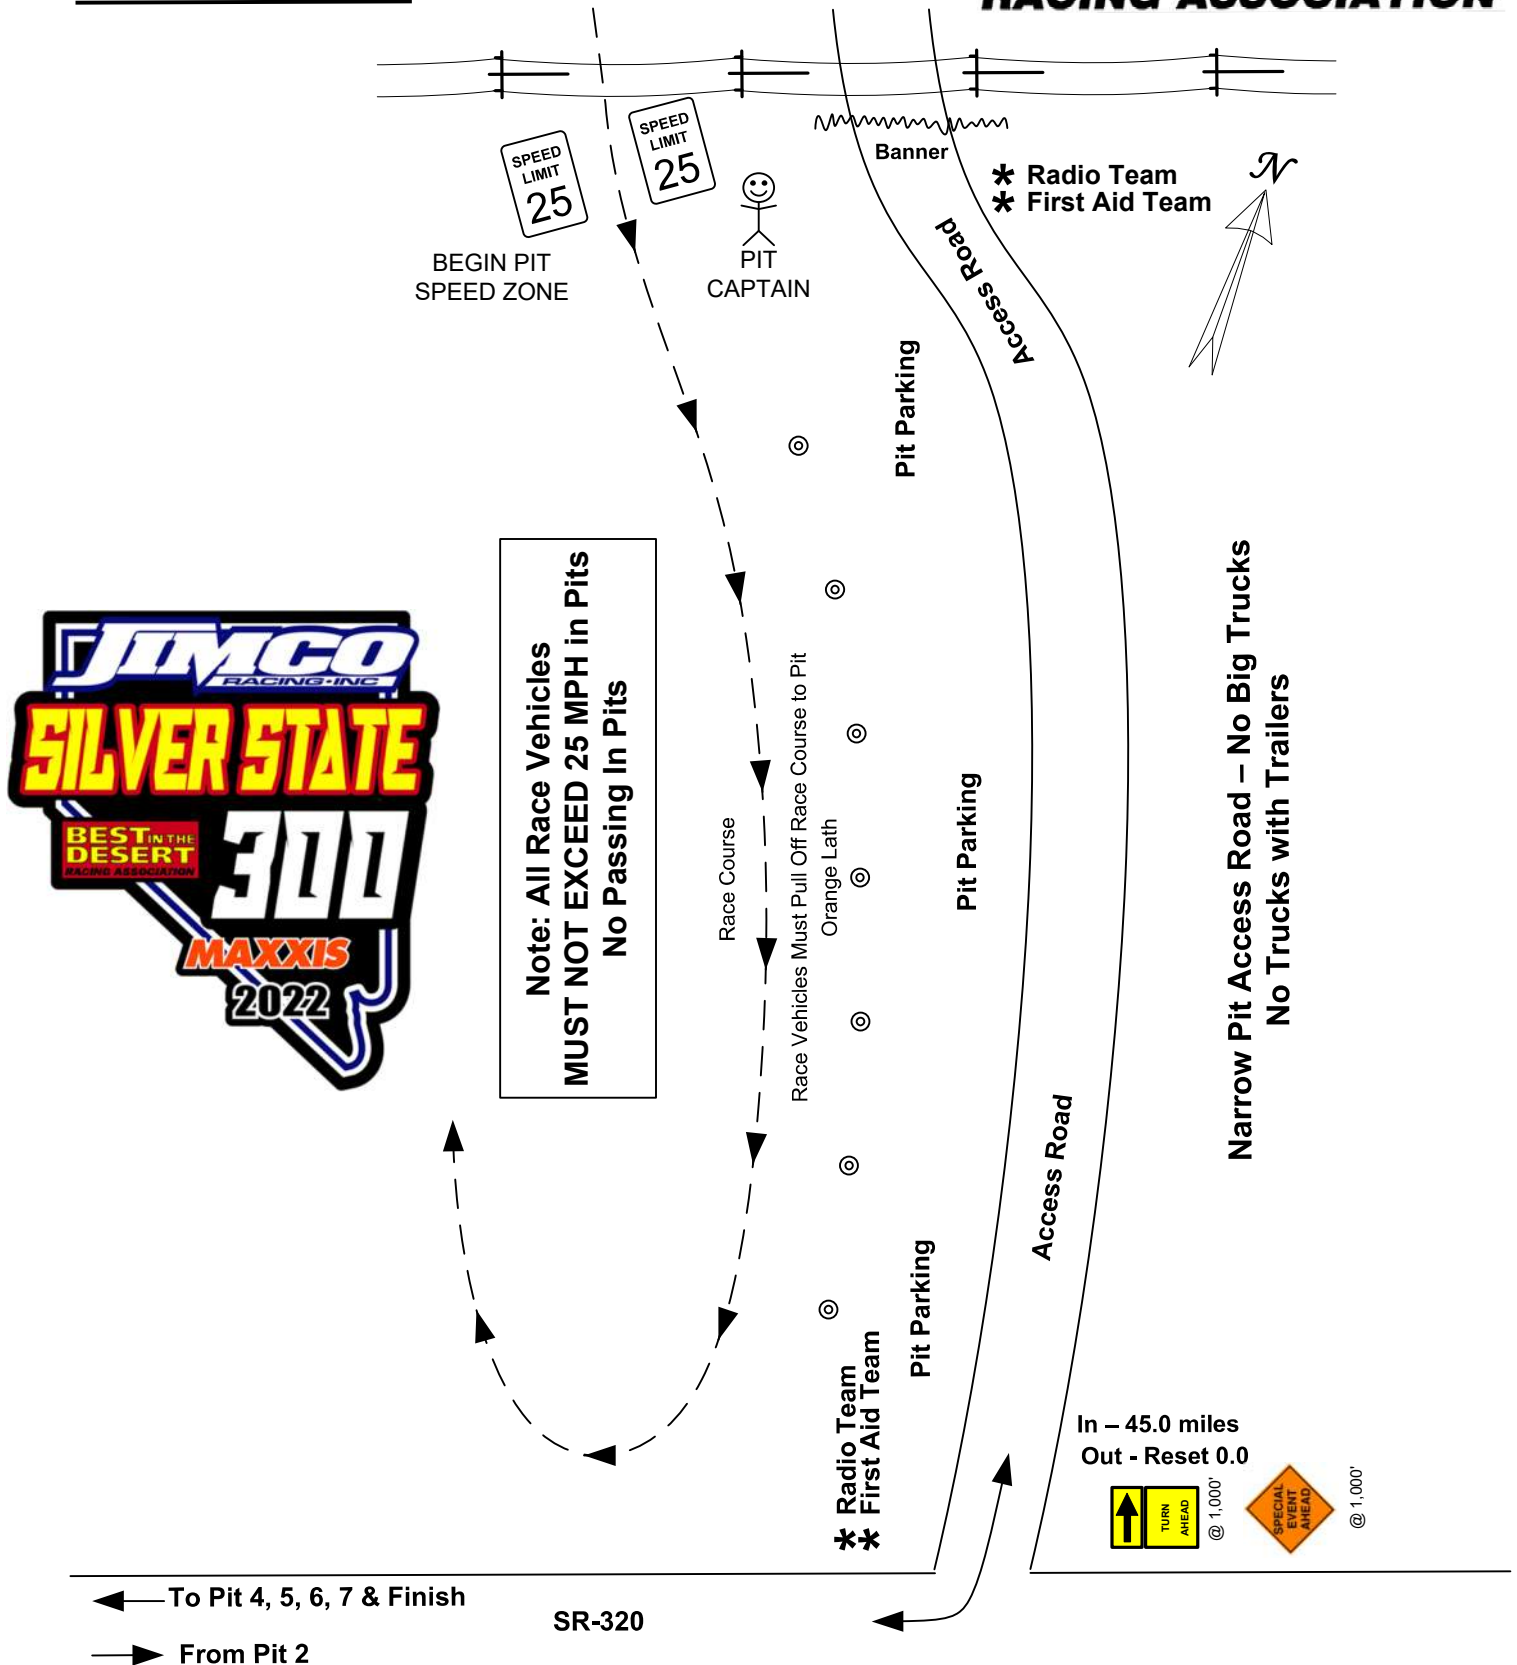 RACING ASSOCIATION
SPEED
LIMIT
25
SPEED
LIMIT
25
BEGIN PIT
SPEED ZONE
PIT
CAPTAIN
Banner
* Radio Team
* First Aid Team
N
Access Road
Pit Parking
JIMCO
RACING•INC
SILVER STATE
300
BEST IN THE
DESERT
RACING ASSOCIATION
MAXXIS
2022
Note: All Race Vehicles
MUST NOT EXCEED 25 MPH in Pits
No Passing In Pits
Race Course
Race Vehicles Must Pull Off Race Course to Pit
Orange Lath
Pit Parking
Narrow Pit Access Road – No Big Trucks
No Trucks with Trailers
Access Road
Pit Parking
* Radio Team
* First Aid Team
In – 45.0 miles
Out - Reset 0.0
TURN
AHEAD
@ 1,000'
SPECIAL
EVENT
AHEAD
@ 1,000'
To Pit 4, 5, 6, 7 & Finish
SR-320
From Pit 2